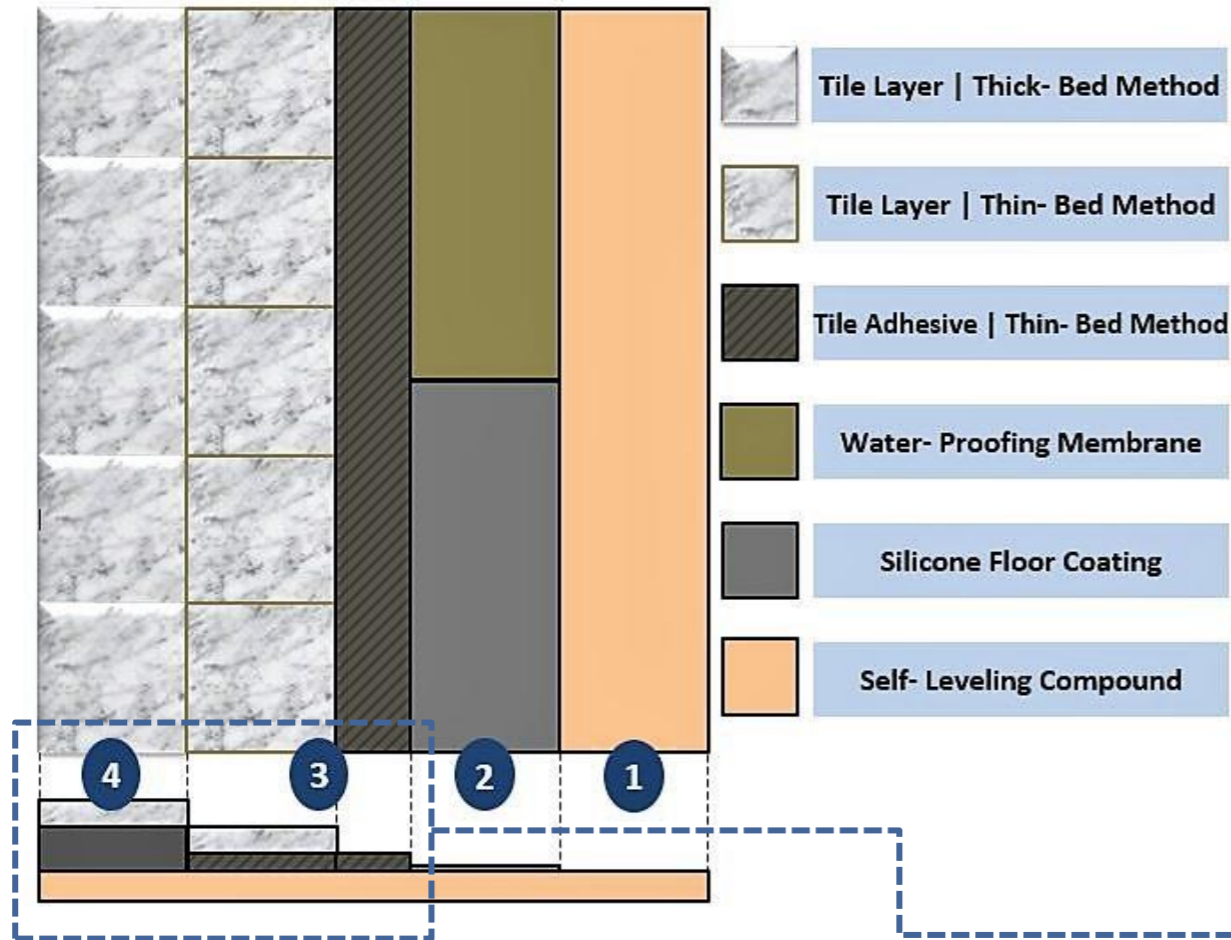 Tile Layer | Thick- Bed Method
Tile Layer | Thin- Bed Method
Tile Adhesive | Thin- Bed Method
Water- Proofing Membrane
Silicone Floor Coating
Self- Leveling Compound
4 3 2 1